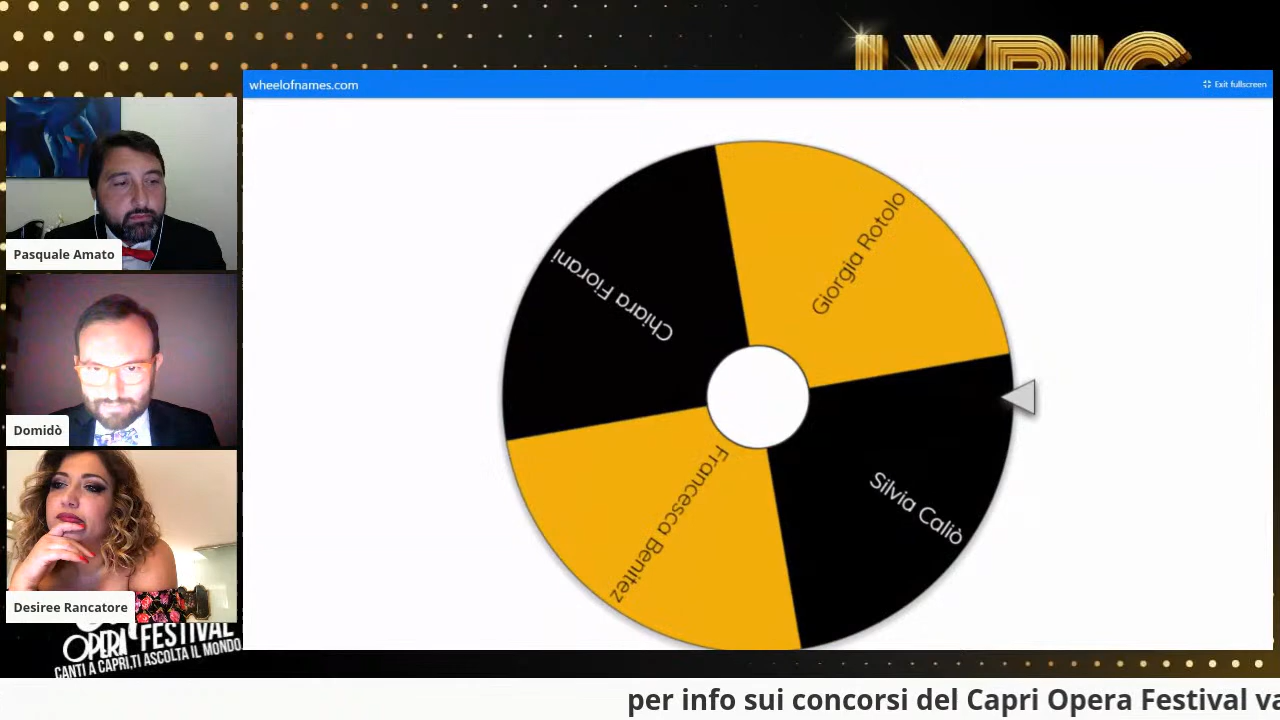 LYRIC
wheelofnames.com
Exit fullscreen
Pasquale Amato
Domidò
Desiree Rancatore
Giorgia Rotolo
Chiara Fiorani
Silvia Caliò
Francesca Benitez
OPERA FESTIVAL
CANTI A CAPRI,TI ASCOLTA IL MONDO
per info sui concorsi del Capri Opera Festival va